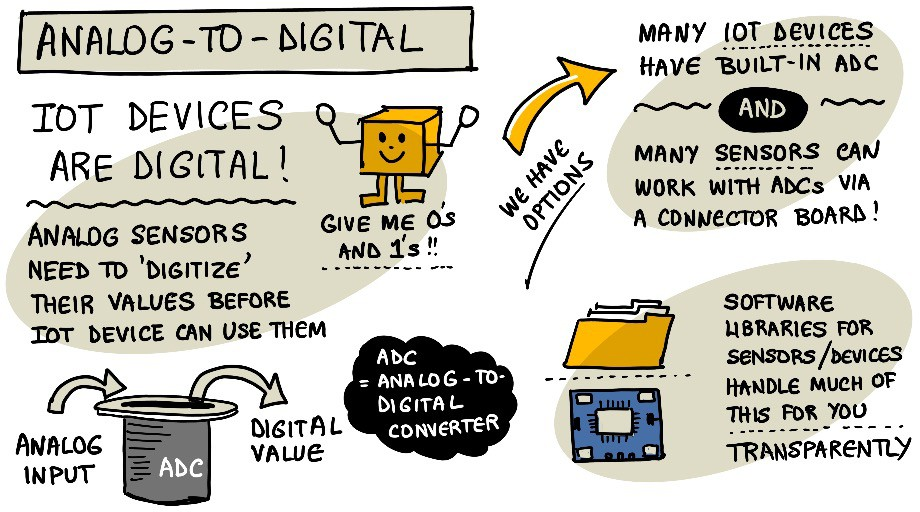 ANALOG-TO-DIGITAL
IOT DEVICES
ARE DIGITAL!
GIVE ME 0's
AND 1's!!
ANALOG SENSORS
NEED TO 'DIGITIZE'
THEIR VALUES BEFORE
IOT DEVICE CAN USE THEM
ANALOG
INPUT
ADC
DIGITAL
VALUE
ADC
= ANALOG-TO-
DIGITAL
CONVERTER
WE HAVE
OPTIONS
MANY IOT DEVICES
HAVE BUILT-IN ADC
AND
MANY SENSORS CAN
WORK WITH ADCs VIA
A CONNECTOR BOARD!
SOFTWARE
LIBRARIES FOR
SENSORS/DEVICES
HANDLE MUCH OF
THIS FOR YOU
TRANSPARENTLY